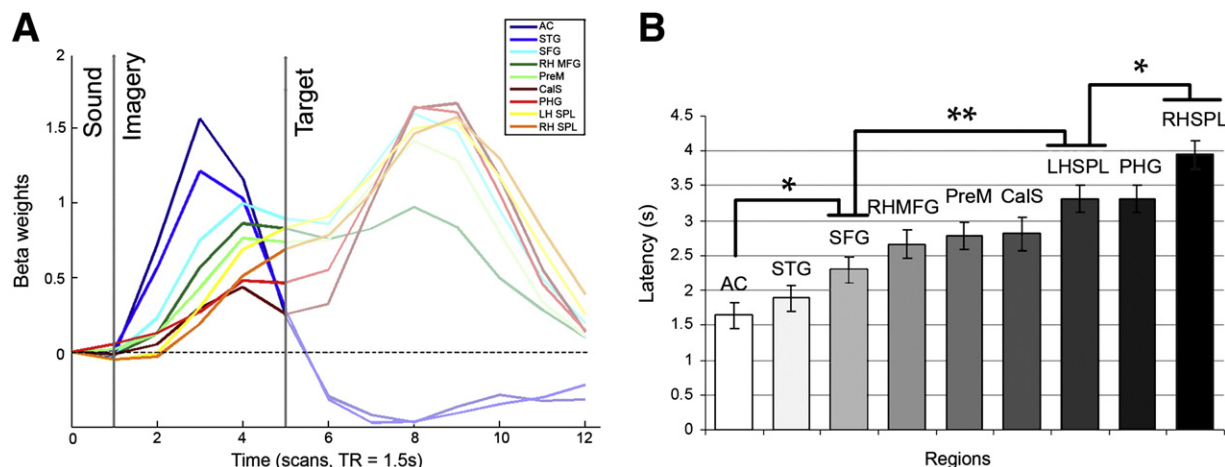 A
Beta weights
2
1.5
1
0.5
0
Sound
Imagery
Target
AC
STG
SFG
RH MFG
PreM
CalS
PHG
LH SPL
RH SPL
0 2 4 6 8 10 12
Time (scans, TR = 1.5s)
B
Latency (s)
4.5
4
3.5
3
2.5
2
1.5
1
0.5
0
*
**
*
AC
STG
SFG
RHMFG
PreM
CalS
LHSPL
PHG
RHSPL
Regions